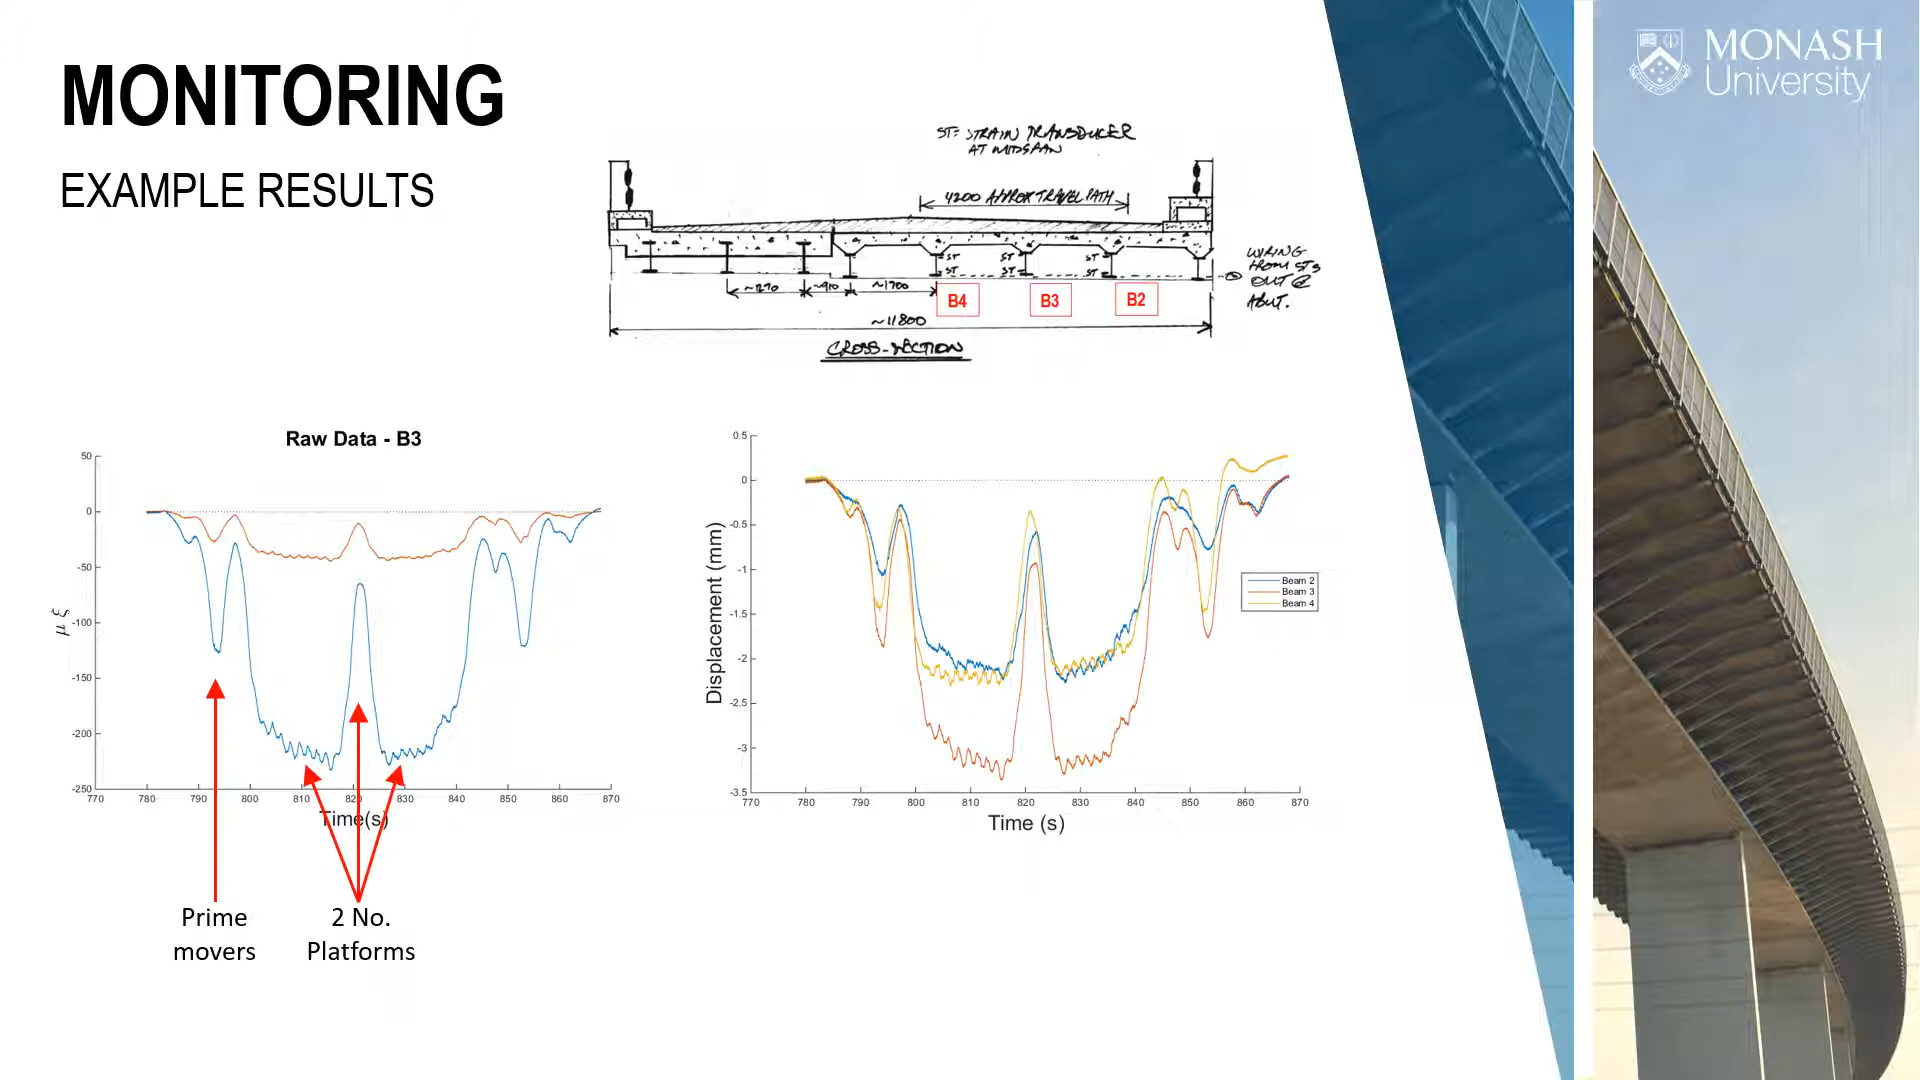 MONITORING
EXAMPLE RESULTS
MONASH
University
ST= STRAIN TRANSDUCER
AT MIDSPAN
4200 APPROX TRAVEL PATH
ST ST ST
ST ST ST
WIRING
FROM STs
OUT @
ABUT.
~1270 ~910 ~1700
B4 B3 B2
~11800
CROSS-SECTION
Raw Data - B3
50
0
-50
-100
-150
-200
-250
μ ξ
770 780 790 800 810 820 830 840 850 860 870
Time(s)
Prime
movers
2 No.
Platforms
0.5
0
-0.5
-1
-1.5
-2
-2.5
-3
-3.5
Displacement (mm)
Beam 2
Beam 3
Beam 4
770 780 790 800 810 820 830 840 850 860 870
Time (s)